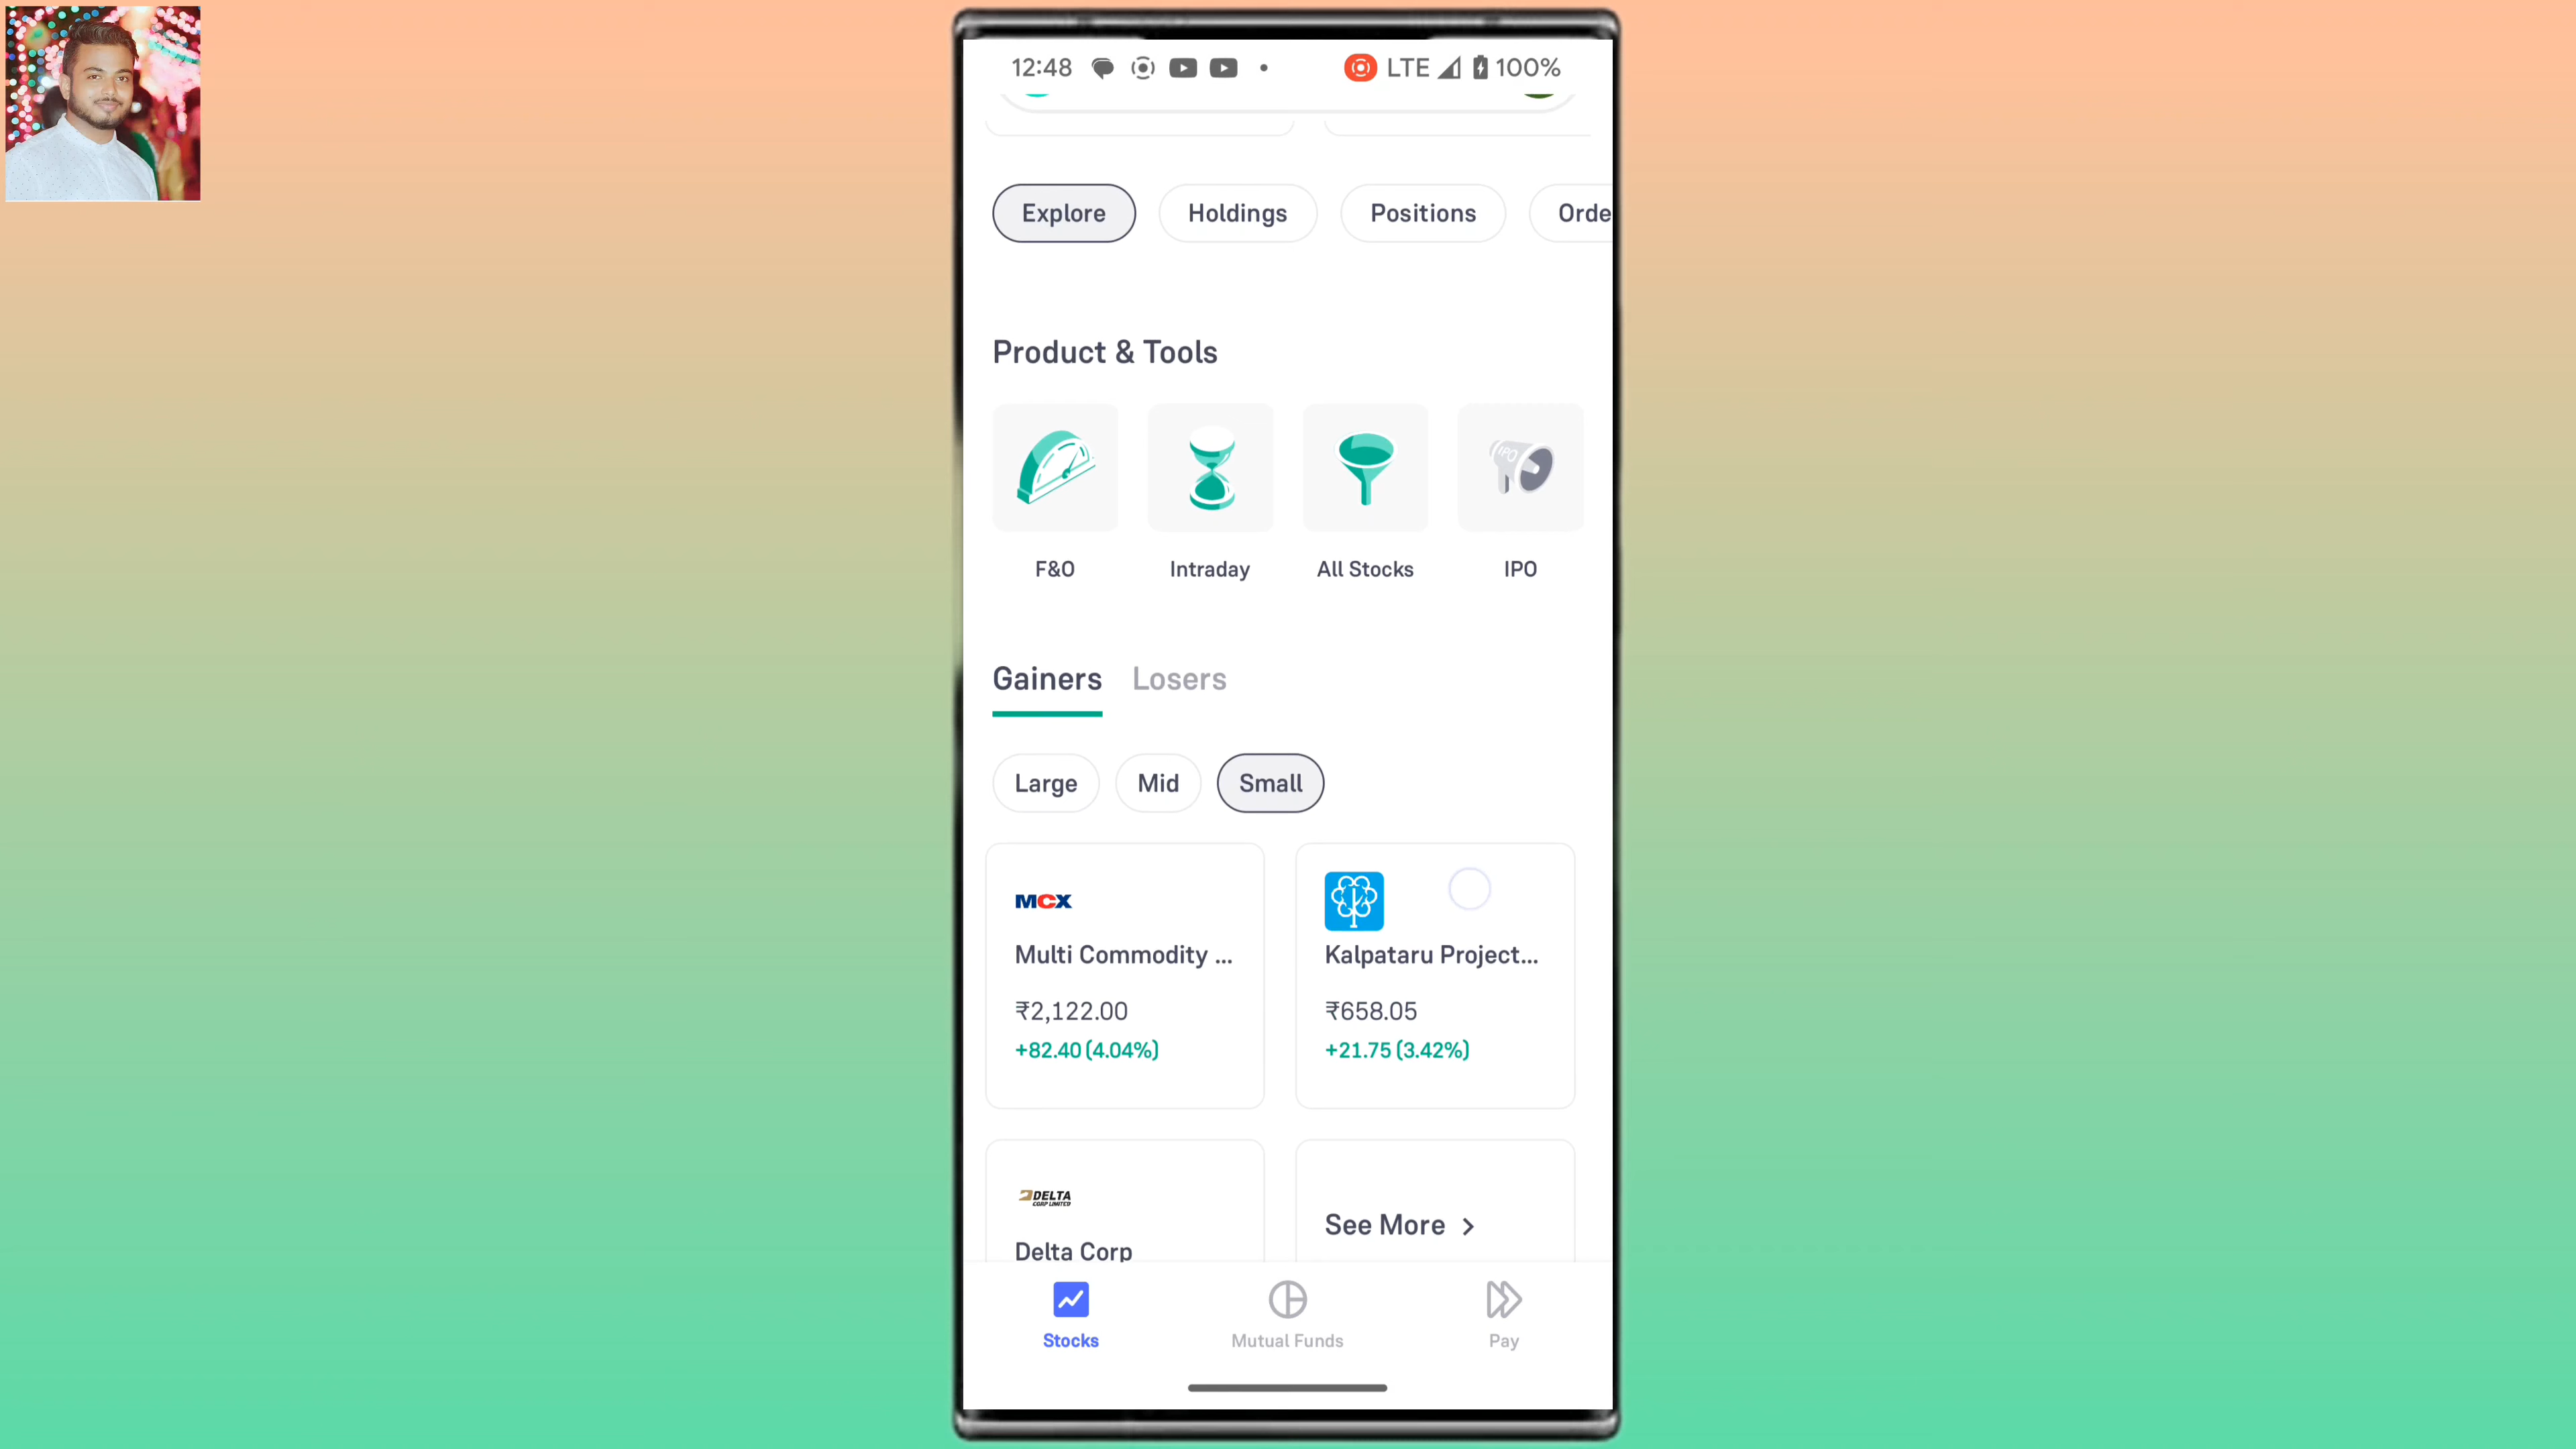 12:48 LTE 100%
Explore Holdings Positions Orde
Product & Tools
IPO
F&O Intraday All Stocks IPO
Gainers Losers
Large Mid Small
MCX
Multi Commodity ... Kalpataru Project...
₹2,122.00 ₹658.05
+82.40 (4.04%) +21.75 (3.42%)
DELTA
CORP LIMITED
See More
Delta Corp
Stocks Mutual Funds Pay